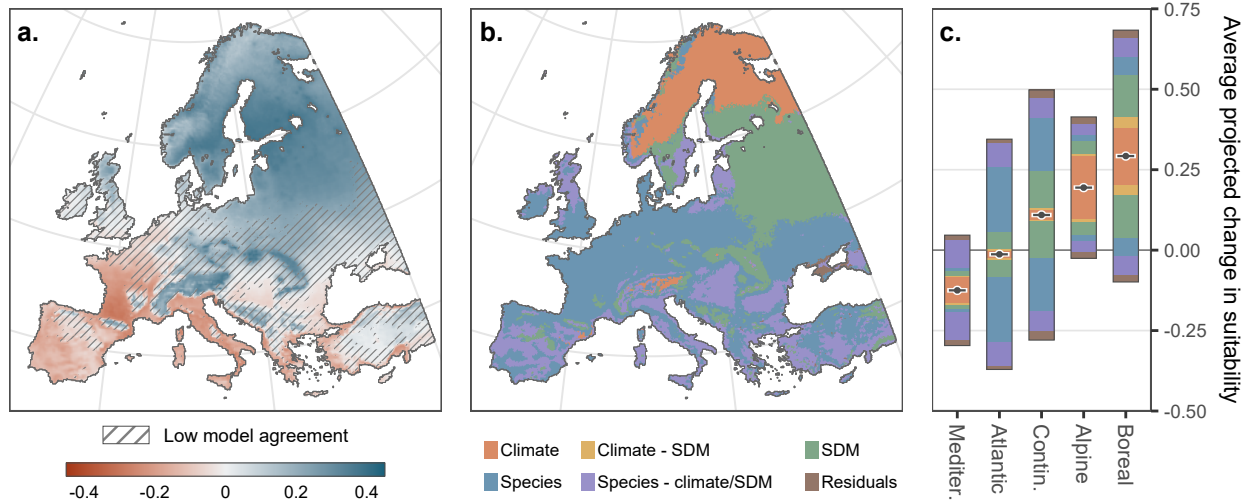 a.
b.
c.
0.75
0.50
0.25
0.00
-0.25
-0.50
Average projected change in suitability
Mediter.
Atlantic
Contin.
Alpine
Boreal
Low model agreement
-0.4 -0.2 0 0.2 0.4
Climate Climate - SDM SDM
Species Species - climate/SDM Residuals